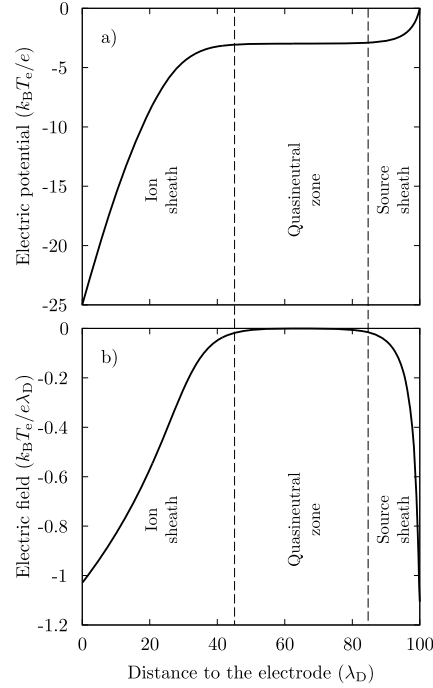 a)
Electric potential (k_BT_e/e)
0
-5
-10
-15
-20
-25
Ion
sheath
Quasineutral
zone
Source
sheath
b)
Electric field (k_BT_e/eλ_D)
0
-0.2
-0.4
-0.6
-0.8
-1
-1.2
Ion
sheath
Quasineutral
zone
Source
sheath
0 20 40 60 80 100
Distance to the electrode (λ_D)